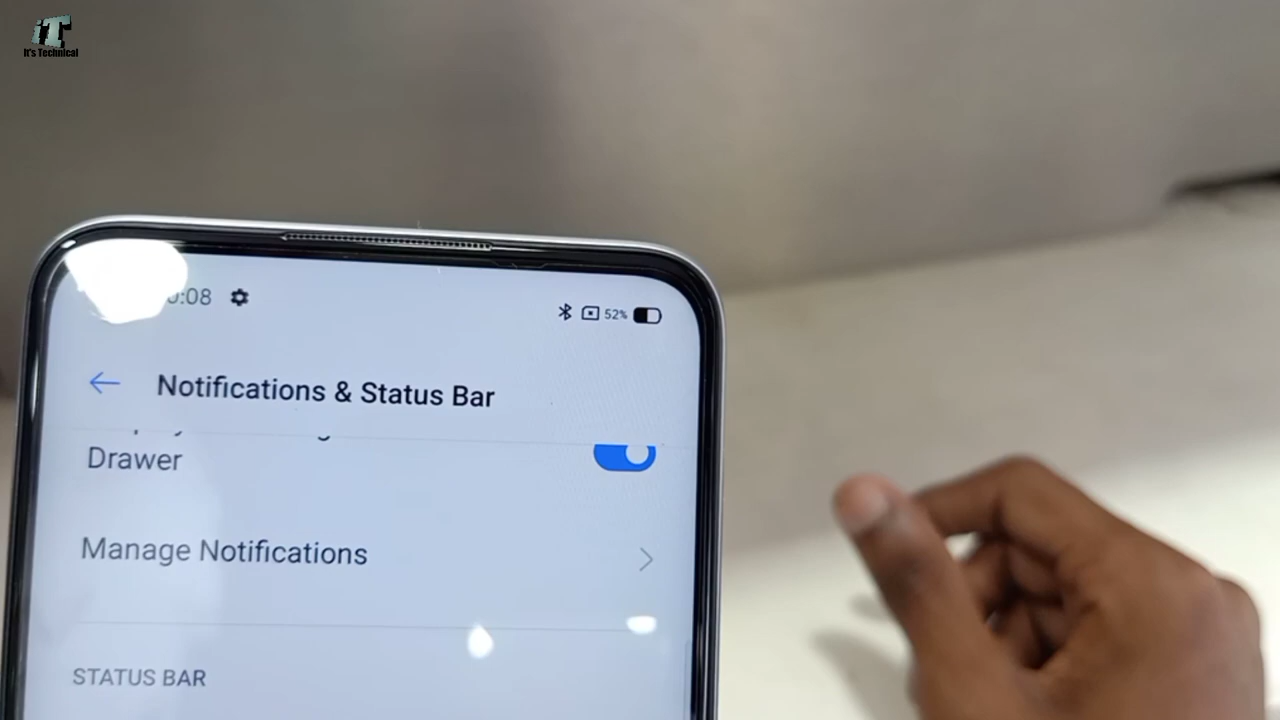 iT
It's Technical
:08
52%
Notifications & Status Bar
Drawer
Manage Notifications
STATUS BAR